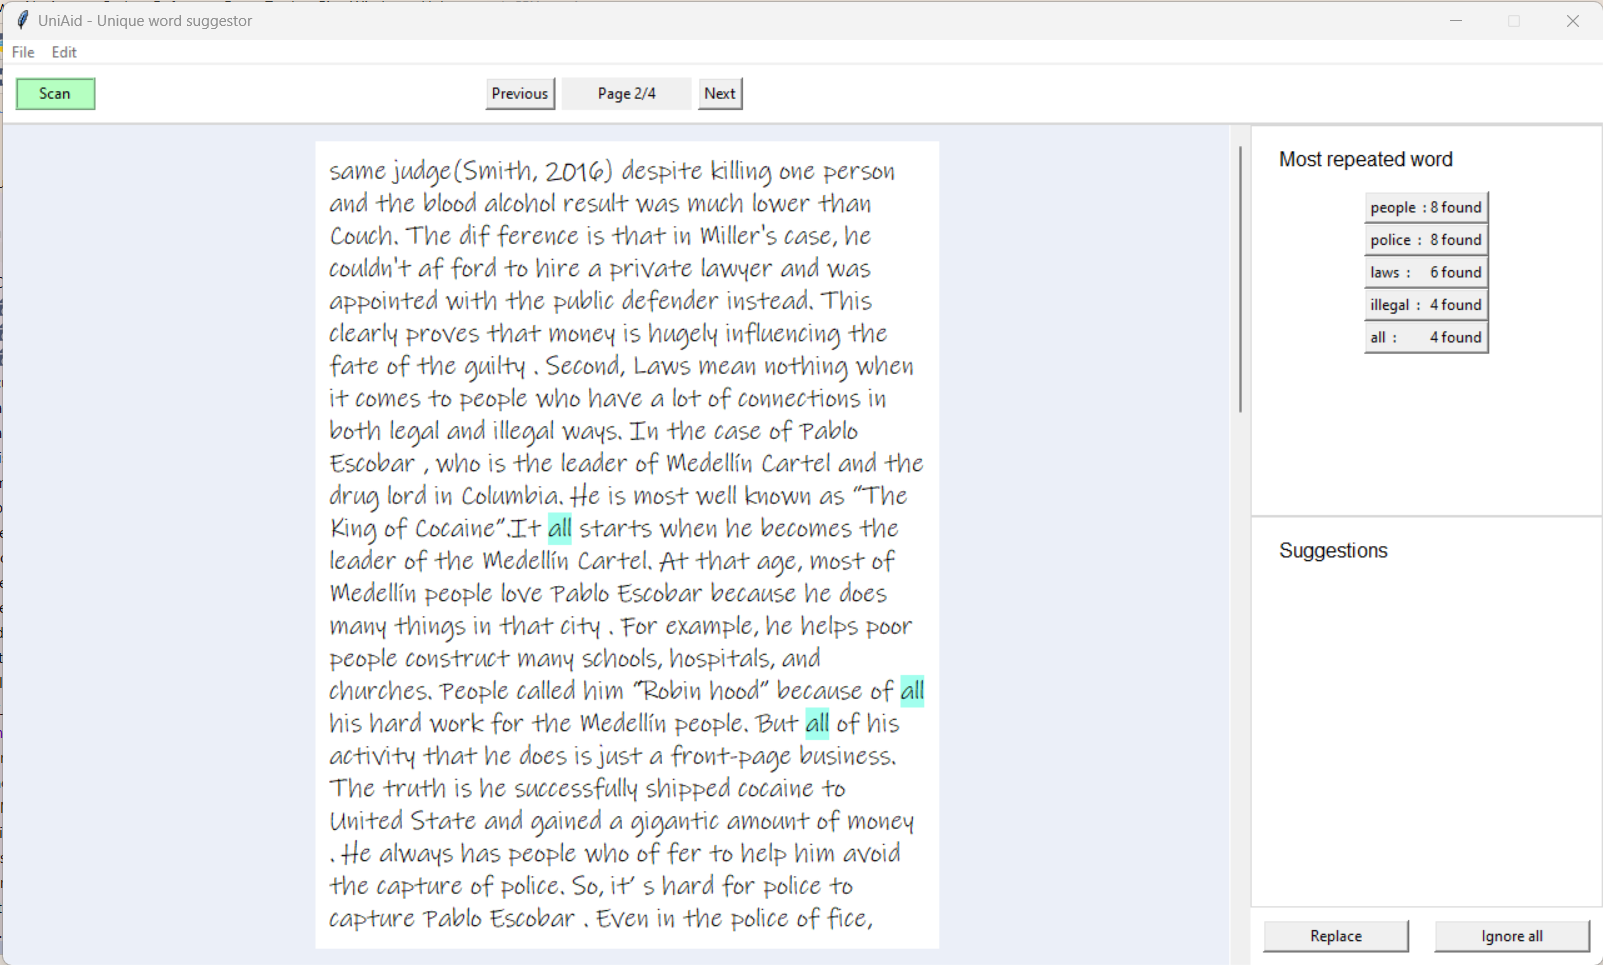 UniAid - Unique word suggestor
File Edit
Scan
Previous Page 2/4 Next
same judge(Smith, 2016) despite killing one person
and the blood alcohol result was much lower than
Couch. The dif ference is that in Miller's case, he
couldn't af ford to hire a private lawyer and was
appointed with the public defender instead. This
clearly proves that money is hugely influencing the
fate of the guilty . Second, Laws mean nothing when
it comes to people who have a lot of connections in
both legal and illegal ways. In the case of Pablo
Escobar , who is the leader of Medellín Cartel and the
drug lord in Columbia. He is most well known as “The
King of Cocaine”.It all starts when he becomes the
leader of the Medellín Cartel. At that age, most of
Medellín people love Pablo Escobar because he does
many things in that city . For example, he helps poor
people construct many schools, hospitals, and
churches. People called him “Robin hood” because of all
his hard work for the Medellín people. But all of his
activity that he does is just a front-page business.
The truth is he successfully shipped cocaine to
United State and gained a gigantic amount of money
. He always has people who of fer to help him avoid
the capture of police. So, it’ s hard for police to
capture Pablo Escobar . Even in the police of fice,
Most repeated word
people : 8 found
police : 8 found
laws : 6 found
illegal : 4 found
all : 4 found
Suggestions
Replace Ignore all